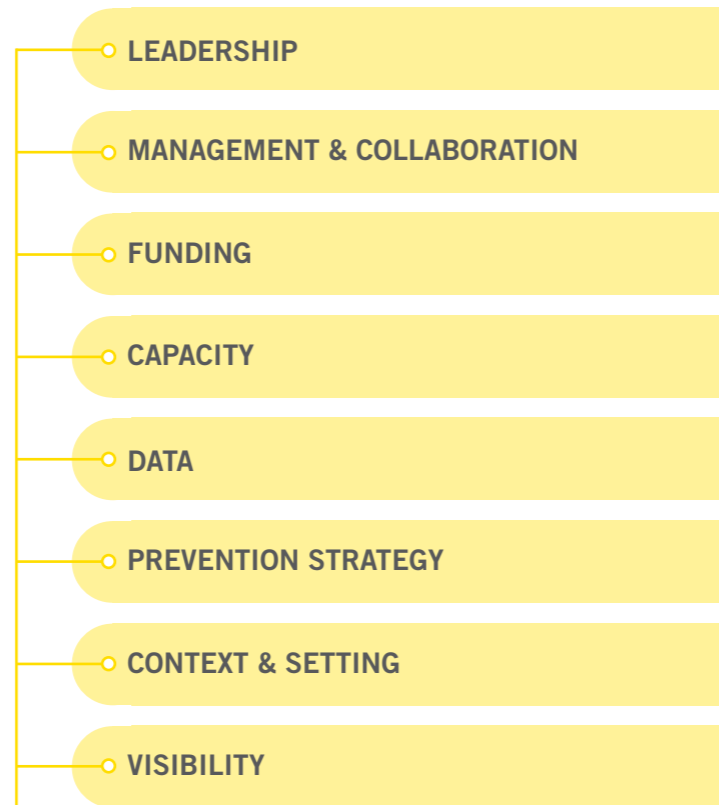 LEADERSHIP
MANAGEMENT & COLLABORATION
FUNDING
CAPACITY
DATA
PREVENTION STRATEGY
CONTEXT & SETTING
VISIBILITY